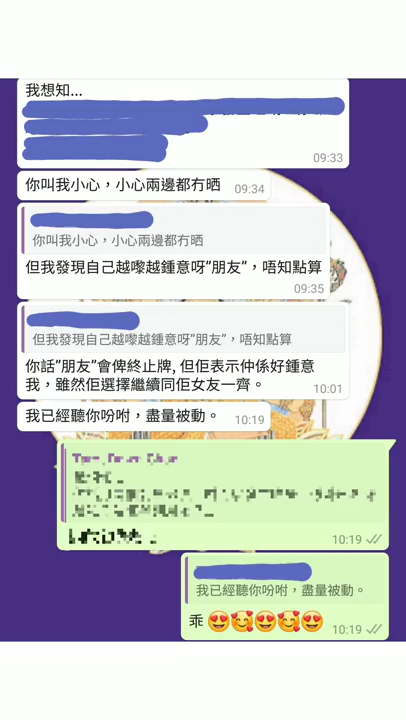 我想知...
09:33
你叫我小心，小心兩邊都冇晒
09:34
你叫我小心，小心兩邊都冇晒
但我發現自己越嚟越鍾意呀"朋友"，唔知點算
09:35
但我發現自己越嚟越鍾意呀"朋友"，唔知點算
你話"朋友"會俾終止牌, 但佢表示仲係好鍾意
我，雖然佢選擇繼續同佢女友一齊。
10:01
我已經聽你吩咐，盡量被動。
10:19
10:19
我已經聽你吩咐，盡量被動。
乖 😍🥰😍🥰😍
10:19